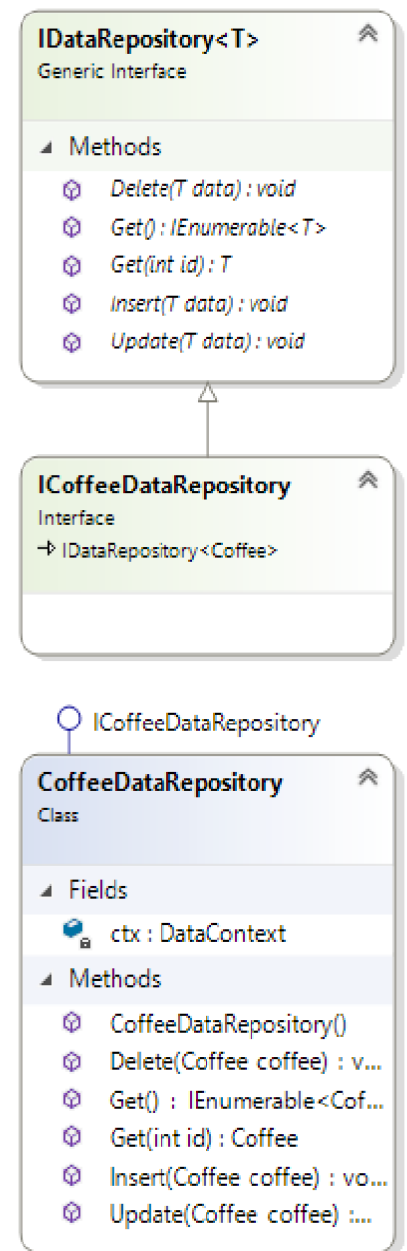 IDataRepository<T>
Generic Interface
Methods
Delete(T data) : void
Get() : IEnumerable<T>
Get(int id) : T
Insert(T data) : void
Update(T data) : void
ICoffeeDataRepository
Interface
IDataRepository<Coffee>
ICoffeeDataRepository
CoffeeDataRepository
Class
Fields
ctx : DataContext
Methods
CoffeeDataRepository()
Delete(Coffee coffee) : v...
Get() : IEnumerable<Cof...
Get(int id) : Coffee
Insert(Coffee coffee) : vo...
Update(Coffee coffee) :...